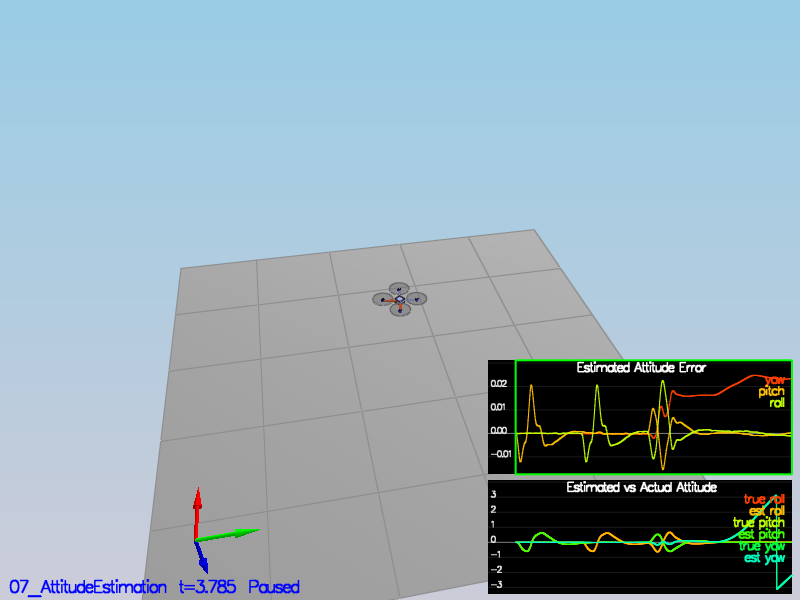 Estimated Attitude Error
0.02
yaw
pitch
0.01
roll
0.00
-0.01
Estimated vs Actual Attitude
3
true roll
2
est roll
1
true pitch
est pitch
0
true yaw
-1
est yaw
-2
-3
07_AttitudeEstimation t=3.785 Paused